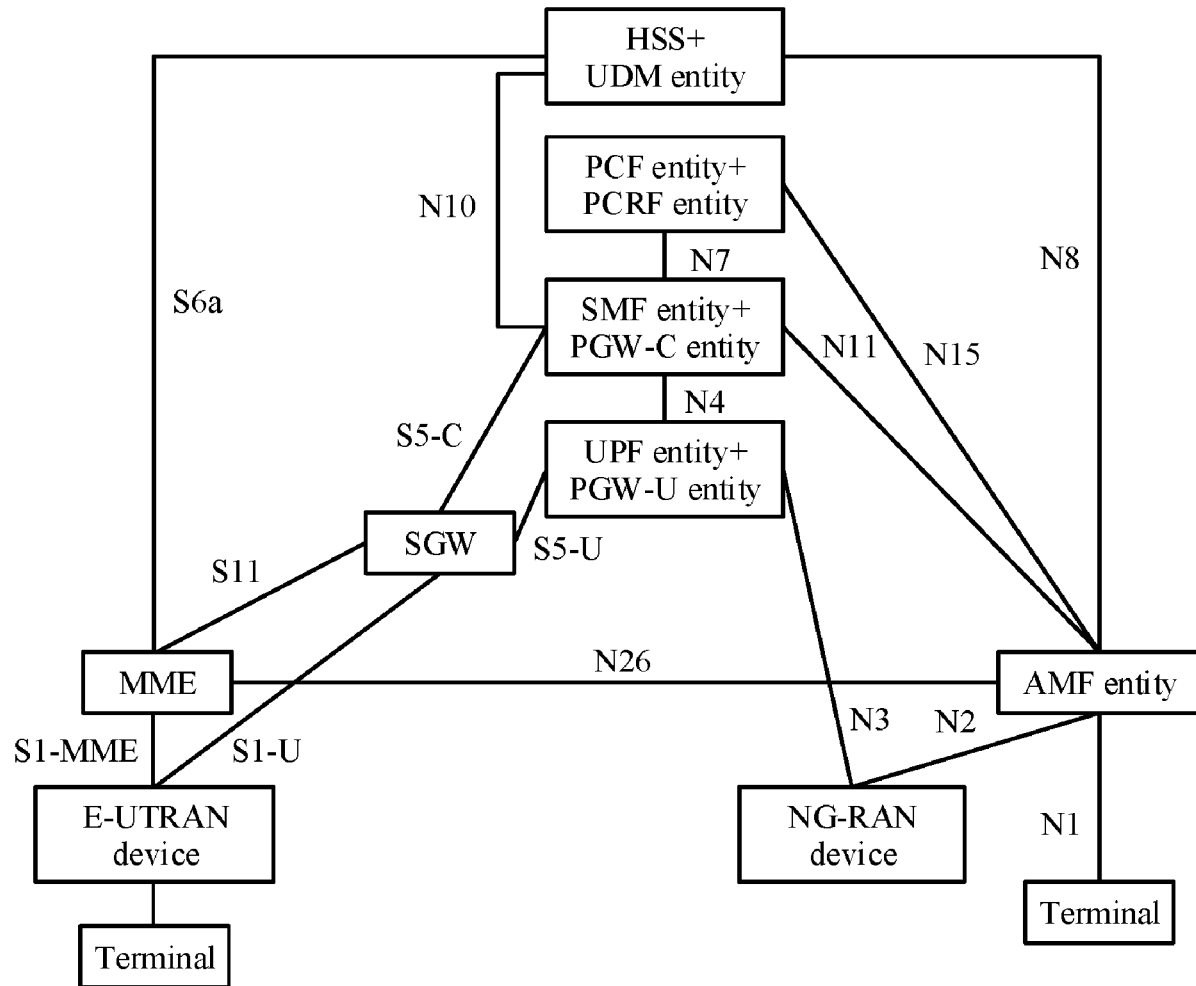 HSS+
UDM entity
PCF entity+
PCRF entity
N10
N7
N8
S6a
SMF entity+
PGW-C entity
N11
N15
N4
S5-C
UPF entity+
PGW-U entity
SGW
S5-U
S11
N26
MME
AMF entity
S1-MME
S1-U
N3
N2
E-UTRAN
device
NG-RAN
device
N1
Terminal
Terminal